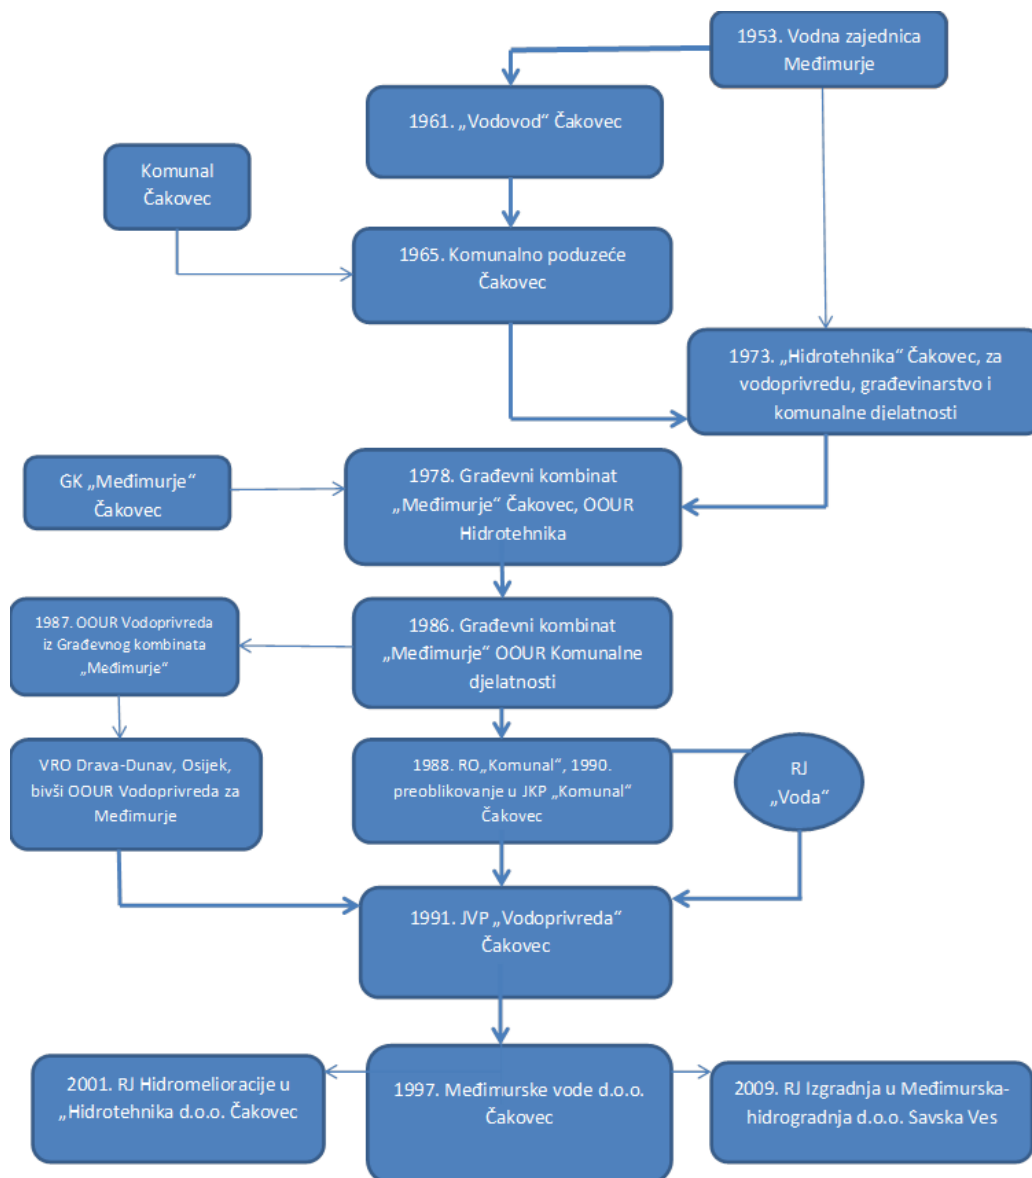 1953. Vodna zajednica
Međimurje
1961. „Vodovod“ Čakovec
Komunal
Čakovec
1965. Komunalno poduzeće
Čakovec
1973. „Hidrotehnika“ Čakovec, za
vodoprivredu, građevinarstvo i
komunalne djelatnosti
GK „Međimurje“
Čakovec
1978. Građevni kombinat
„Međimurje“ Čakovec, OOUR
Hidrotehnika
1987. OOUR Vodoprivreda
iz Građevnog kombinata
„Međimurje“
1986. Građevni kombinat
„Međimurje“ OOUR Komunalne
djelatnosti
VRO Drava-Dunav, Osijek,
bivši OOUR Vodoprivreda za
Međimurje
1988. RO„Komunal“, 1990.
preoblikovanje u JKP „Komunal“
Čakovec
RJ
„Voda“
1991. JVP „Vodoprivreda“
Čakovec
2001. RJ Hidromelioracije u
„Hidrotehnika d.o.o. Čakovec
1997. Međimurske vode d.o.o.
Čakovec
2009. RJ Izgradnja u Međimurska-
hidrogradnja d.o.o. Savska Ves